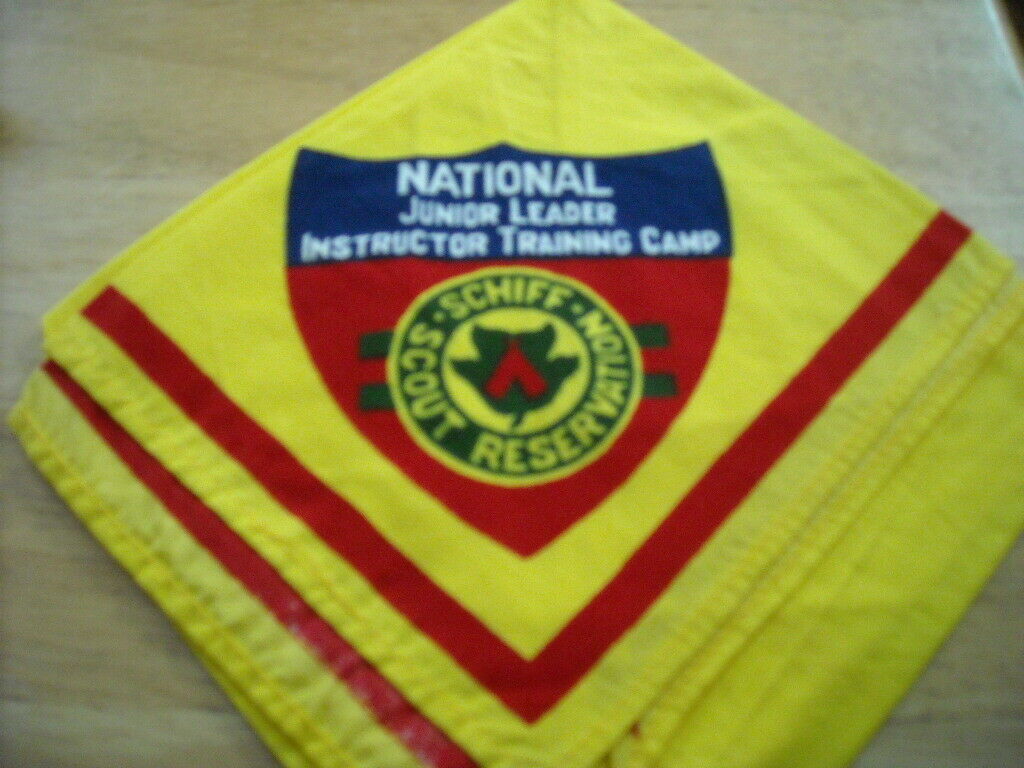 NATIONAL
JUNIOR LEADER
INSTRUCTOR TRAINING CAMP
· SCHIFF ·
SCOUT RESERVATION